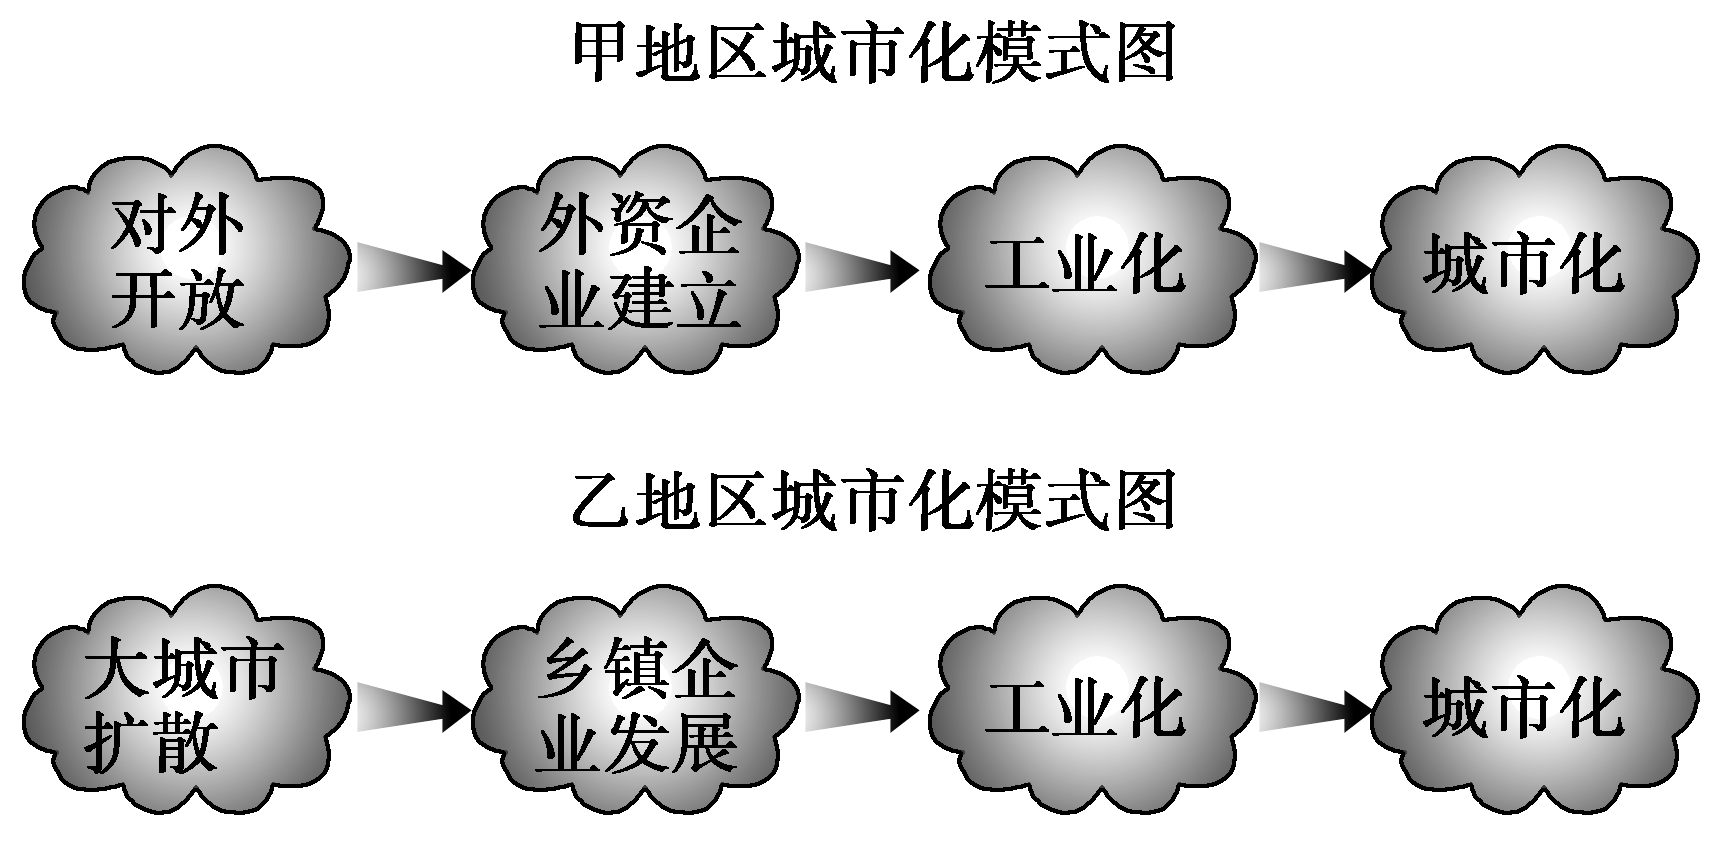 甲地区城市化模式图
对外
开放
外资企
业建立
工业化
城市化
乙地区城市化模式图
大城市
扩散
乡镇企
业发展
工业化
城市化